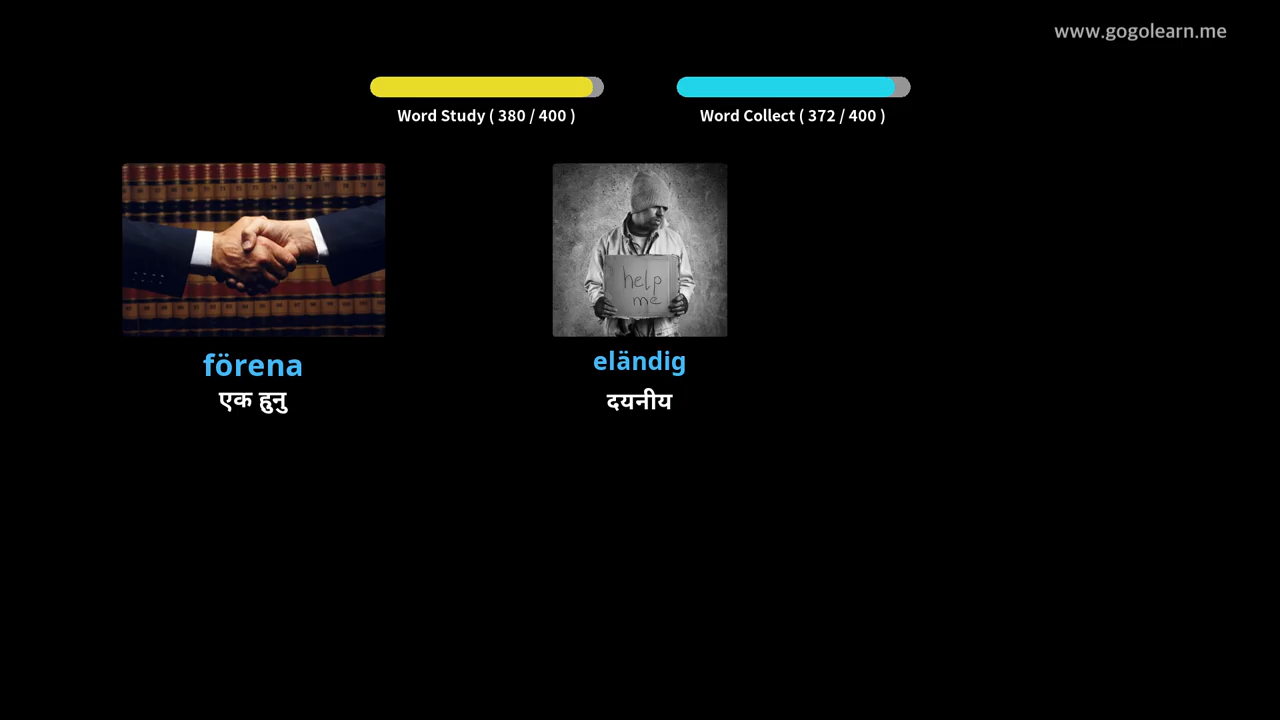 www.gogolearn.me
Word Study ( 380 / 400 )
Word Collect ( 372 / 400 )
help
me
förena
एक हुनु
eländig
दयनीय